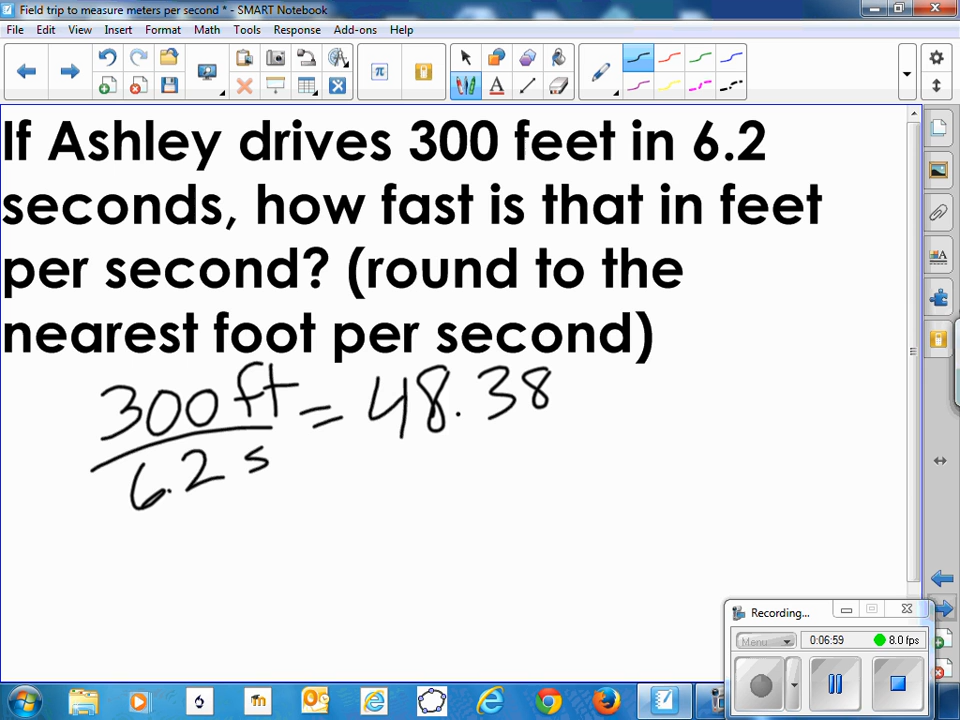 Field trip to measure meters per second * - SMART Notebook
File Edit View Insert Format Math Tools Response Add-ons Help
If Ashley drives 300 feet in 6.2
seconds, how fast is that in feet
per second? (round to the
nearest foot per second)
300 ft = 48.38
6.2 s
Recording...
Menu 0:06:59 8.0 fps